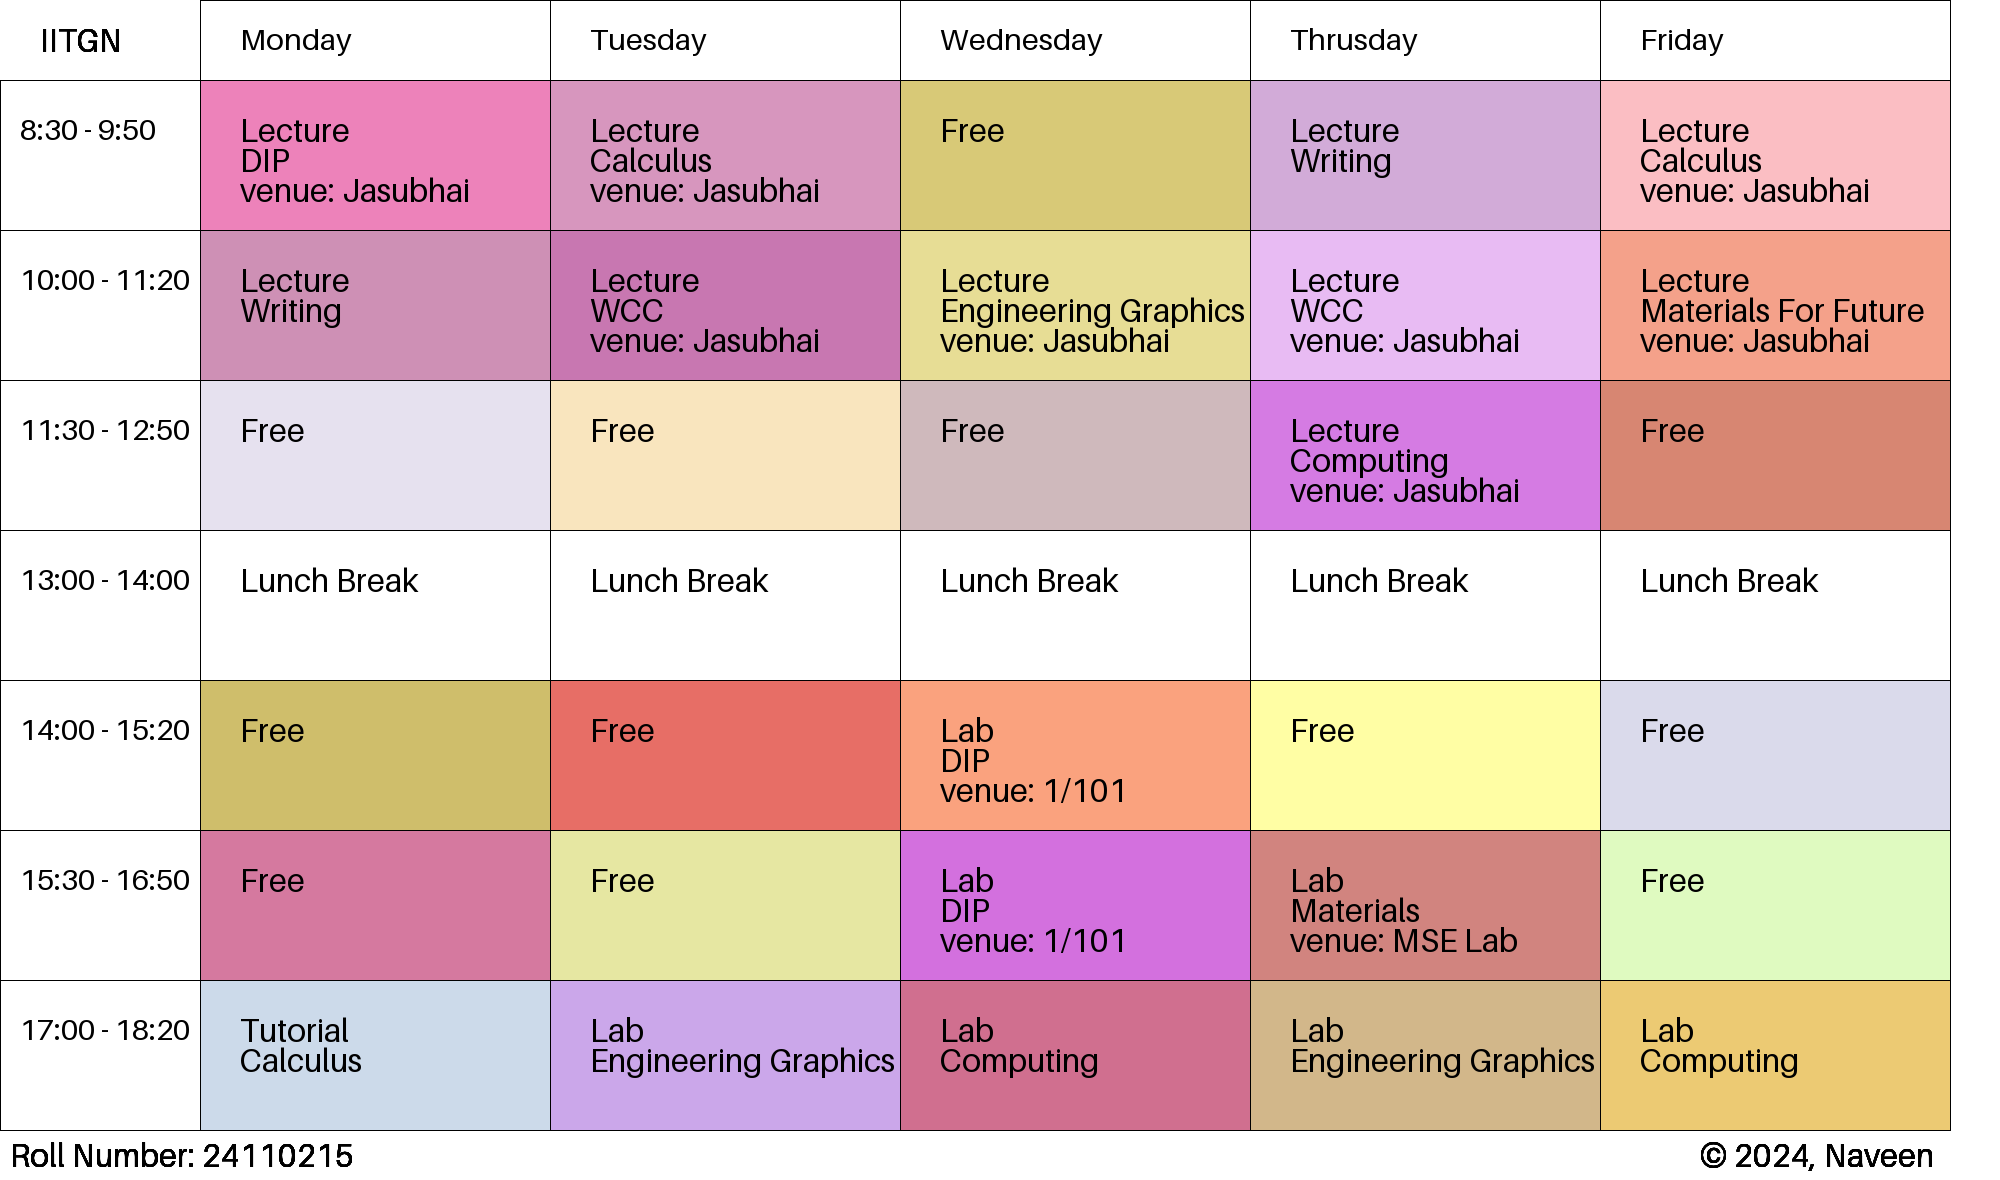 IITGN Monday Tuesday Wednesday Thrusday Friday
8:30 - 9:50
Lecture
DIP
venue: Jasubhai
Lecture
Calculus
venue: Jasubhai
Free
Lecture
Writing
Lecture
Calculus
venue: Jasubhai
10:00 - 11:20
Lecture
Writing
Lecture
WCC
venue: Jasubhai
Lecture
Engineering Graphics
venue: Jasubhai
Lecture
WCC
venue: Jasubhai
Lecture
Materials For Future
venue: Jasubhai
11:30 - 12:50
Free
Free
Free
Lecture
Computing
venue: Jasubhai
Free
13:00 - 14:00
Lunch Break
Lunch Break
Lunch Break
Lunch Break
Lunch Break
14:00 - 15:20
Free
Free
Lab
DIP
venue: 1/101
Free
Free
15:30 - 16:50
Free
Free
Lab
DIP
venue: 1/101
Lab
Materials
venue: MSE Lab
Free
17:00 - 18:20
Tutorial
Calculus
Lab
Engineering Graphics
Lab
Computing
Lab
Engineering Graphics
Lab
Computing
Roll Number: 24110215
© 2024, Naveen